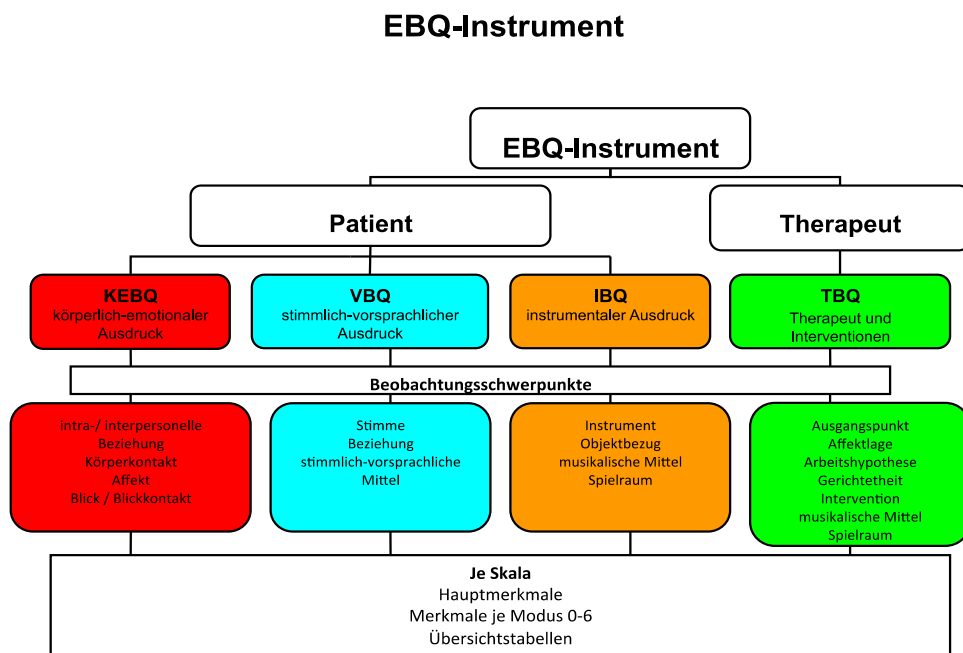 EBQ-Instrument
EBQ-Instrument
Patient
Therapeut
KEBQ
körperlich-emotionaler
Ausdruck
VBQ
stimmlich-vorsprachlicher
Ausdruck
IBQ
instrumentaler Ausdruck
TBQ
Therapeut und
Interventionen
Beobachtungsschwerpunkte
intra-/ interpersonelle
Beziehung
Körperkontakt
Affekt
Blick / Blickkontakt
Stimme
Beziehung
stimmlich-vorsprachliche
Mittel
Instrument
Objektbezug
musikalische Mittel
Spielraum
Ausgangspunkt
Affektlage
Arbeitshypothese
Gerichtetheit
Intervention
musikalische Mittel
Spielraum
Je Skala
Hauptmerkmale
Merkmale je Modus 0-6
Übersichtstabellen